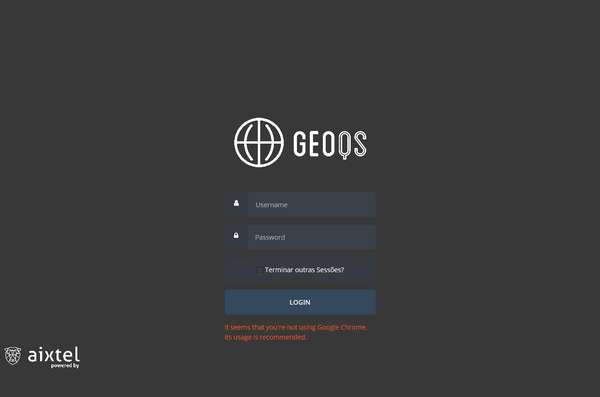 GEOQS
Username
Password
Terminar outras Sessões?
LOGIN
It seems that you're not using Google Chrome,
its usage is recommended.
aixtel
powered by